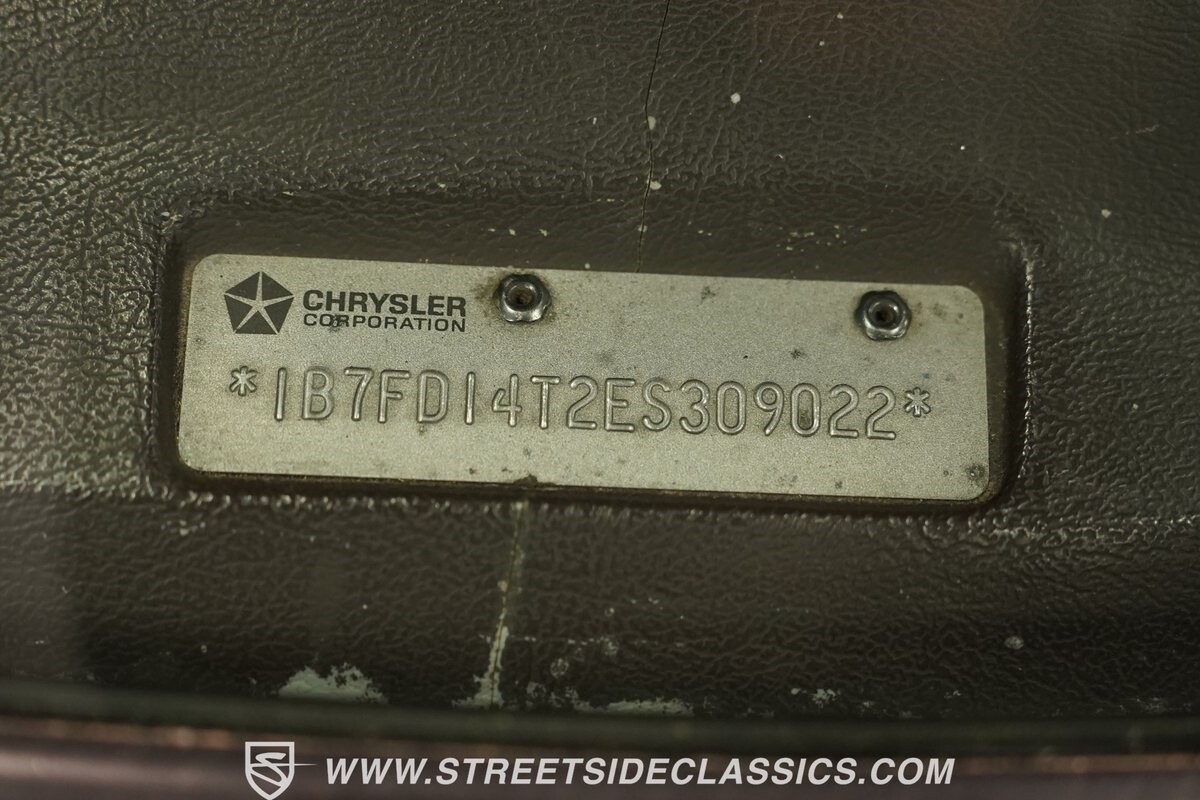 CHRYSLER
CORPORATION
*1B7FD14T2ES309022*
WWW.STREETSIDECLASSICS.COM